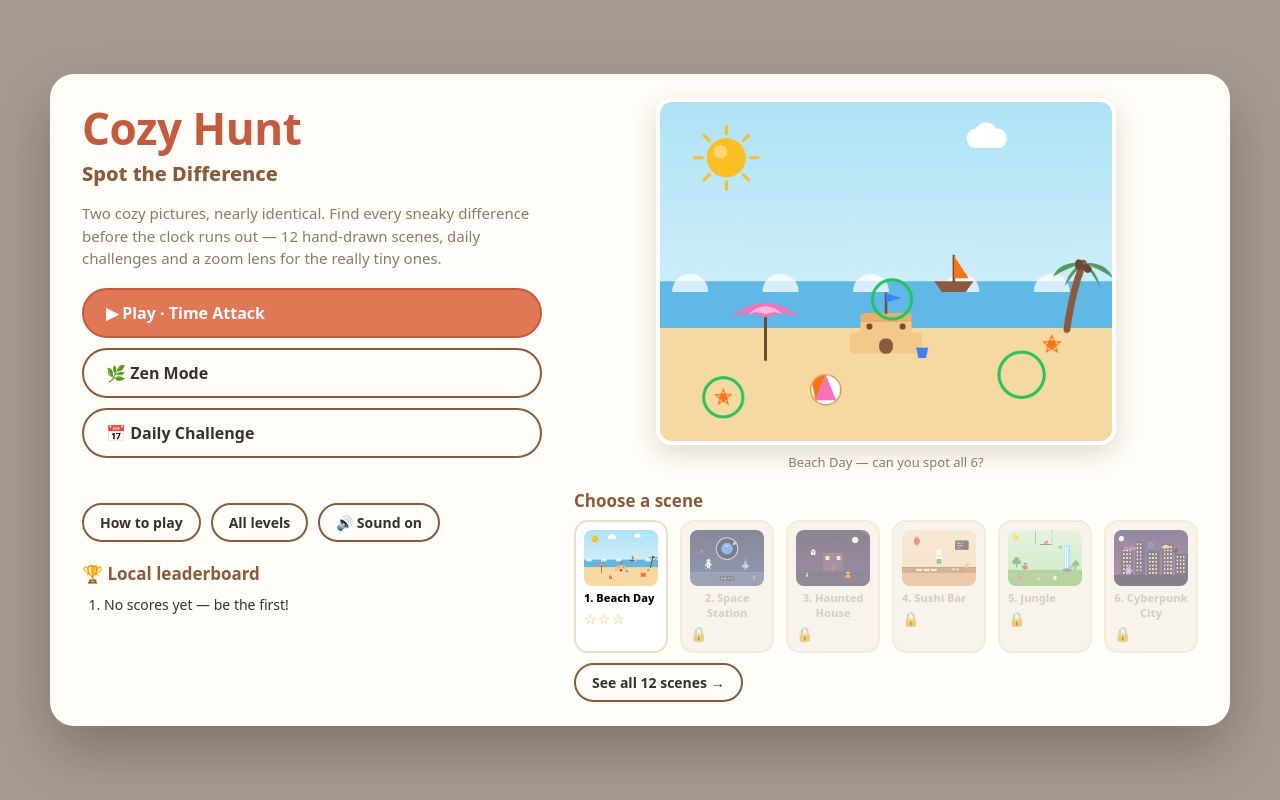 Cozy Hunt
Spot the Difference
Two cozy pictures, nearly identical. Find every sneaky difference
before the clock runs out — 12 hand-drawn scenes, daily
challenges and a zoom lens for the really tiny ones.
▶ Play · Time Attack
🌿 Zen Mode
📅 Daily Challenge
How to play
All levels
🔊 Sound on
🏆 Local leaderboard
1. No scores yet — be the first!
Beach Day — can you spot all 6?
Choose a scene
1. Beach Day
☆☆☆
2. Space
Station
🔒
3. Haunted
House
🔒
4. Sushi Bar
🔒
5. Jungle
🔒
6. Cyberpunk
City
🔒
See all 12 scenes →